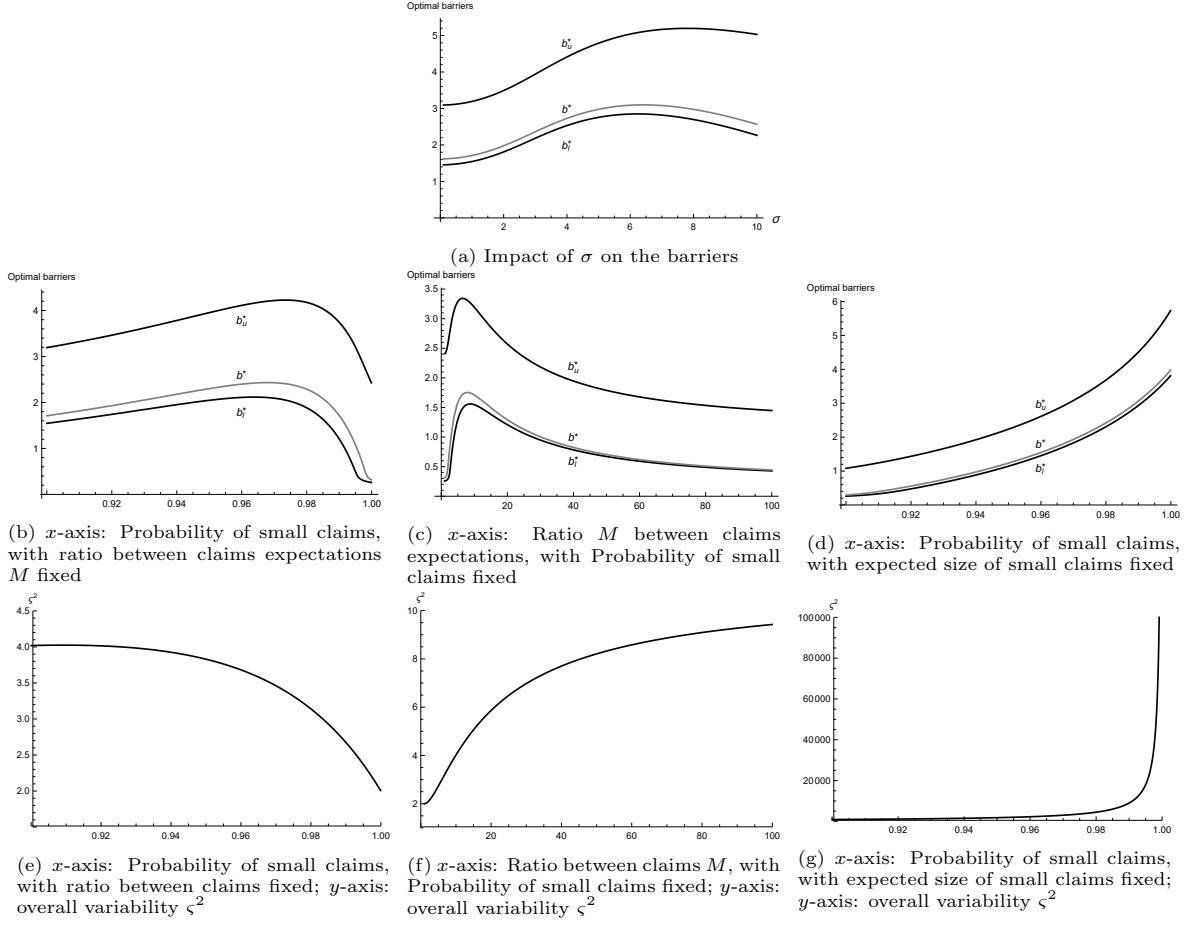 Optimal barriers
5
4
3
2
1
b*u
b*
b*l
2 4 6 8 10 σ
(a) Impact of σ on the barriers
Optimal barriers
4
3
2
1
b*u
b*
b*l
0.92 0.94 0.96 0.98 1.00
(b) x-axis: Probability of small claims,
with ratio between claims expectations
M fixed
Optimal barriers
3.5
3.0
2.5
2.0
1.5
1.0
0.5
b*u
b*
b*l
20 40 60 80 100
(c) x-axis: Ratio M between claims
expectations, with Probability of small
claims fixed
Optimal barriers
6
5
4
3
2
1
b*u
b*
b*l
0.92 0.94 0.96 0.98 1.00
(d) x-axis: Probability of small claims,
with expected size of small claims fixed
ς²
4.5
4.0
3.5
3.0
2.5
2.0
0.92 0.94 0.96 0.98 1.00
(e) x-axis: Probability of small claims,
with ratio between claims fixed; y-axis:
overall variability ς²
ς²
10
8
6
4
2
20 40 60 80 100
(f) x-axis: Ratio between claims M, with
Probability of small claims fixed; y-axis:
overall variability ς²
ς²
100000
80000
60000
40000
20000
0.92 0.94 0.96 0.98 1.00
(g) x-axis: Probability of small claims,
with expected size of small claims fixed;
y-axis: overall variability ς²